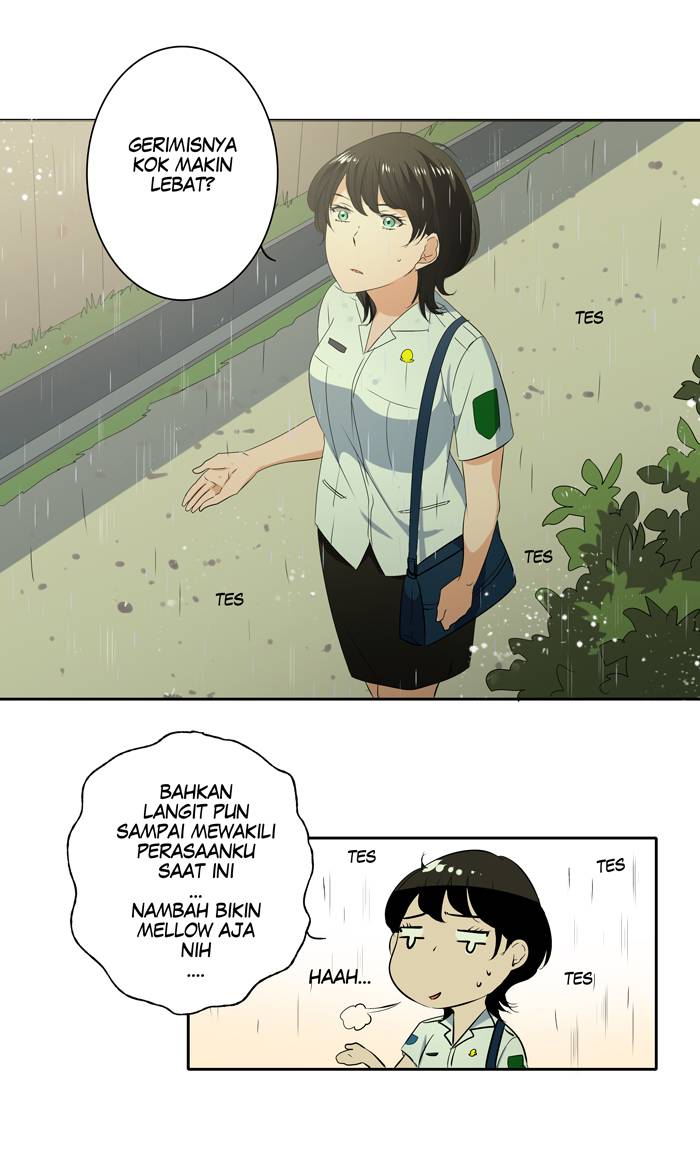 GERIMISNYA
KOK MAKIN
LEBAT?
TES
TES
TES
BAHKAN
LANGIT PUN
SAMPAI MEWAKILI
PERASAANKU
SAAT INI
...
NAMBAH BIKIN
MELLOW AJA
NIH
....
TES
TES
HAAH...
TES